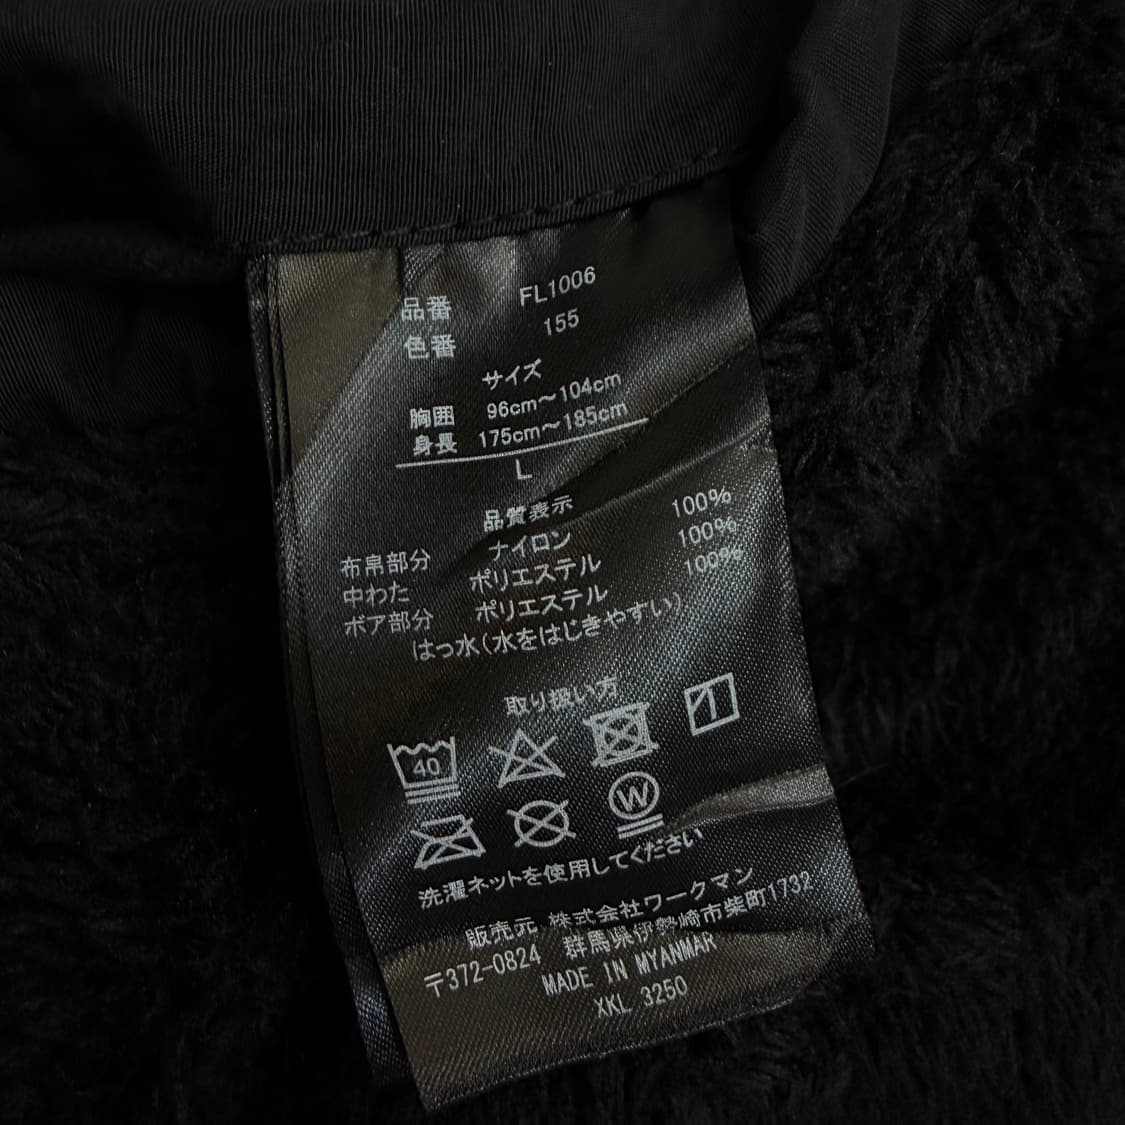 品番 FL1006
色番 155
サイズ
胸囲 96cm～104cm
身長 175cm～185cm
L
品質表示
布帛部分 ナイロン 100%
中わた ポリエステル 100%
ボア部分 ポリエステル 100%
はっ水(水をはじきやすい)
取り扱い方
40
W
洗濯ネットを使用してください
販売元 株式会社ワークマン
〒372-0824 群馬県伊勢崎市柴町1732
MADE IN MYANMAR
XKL 3250